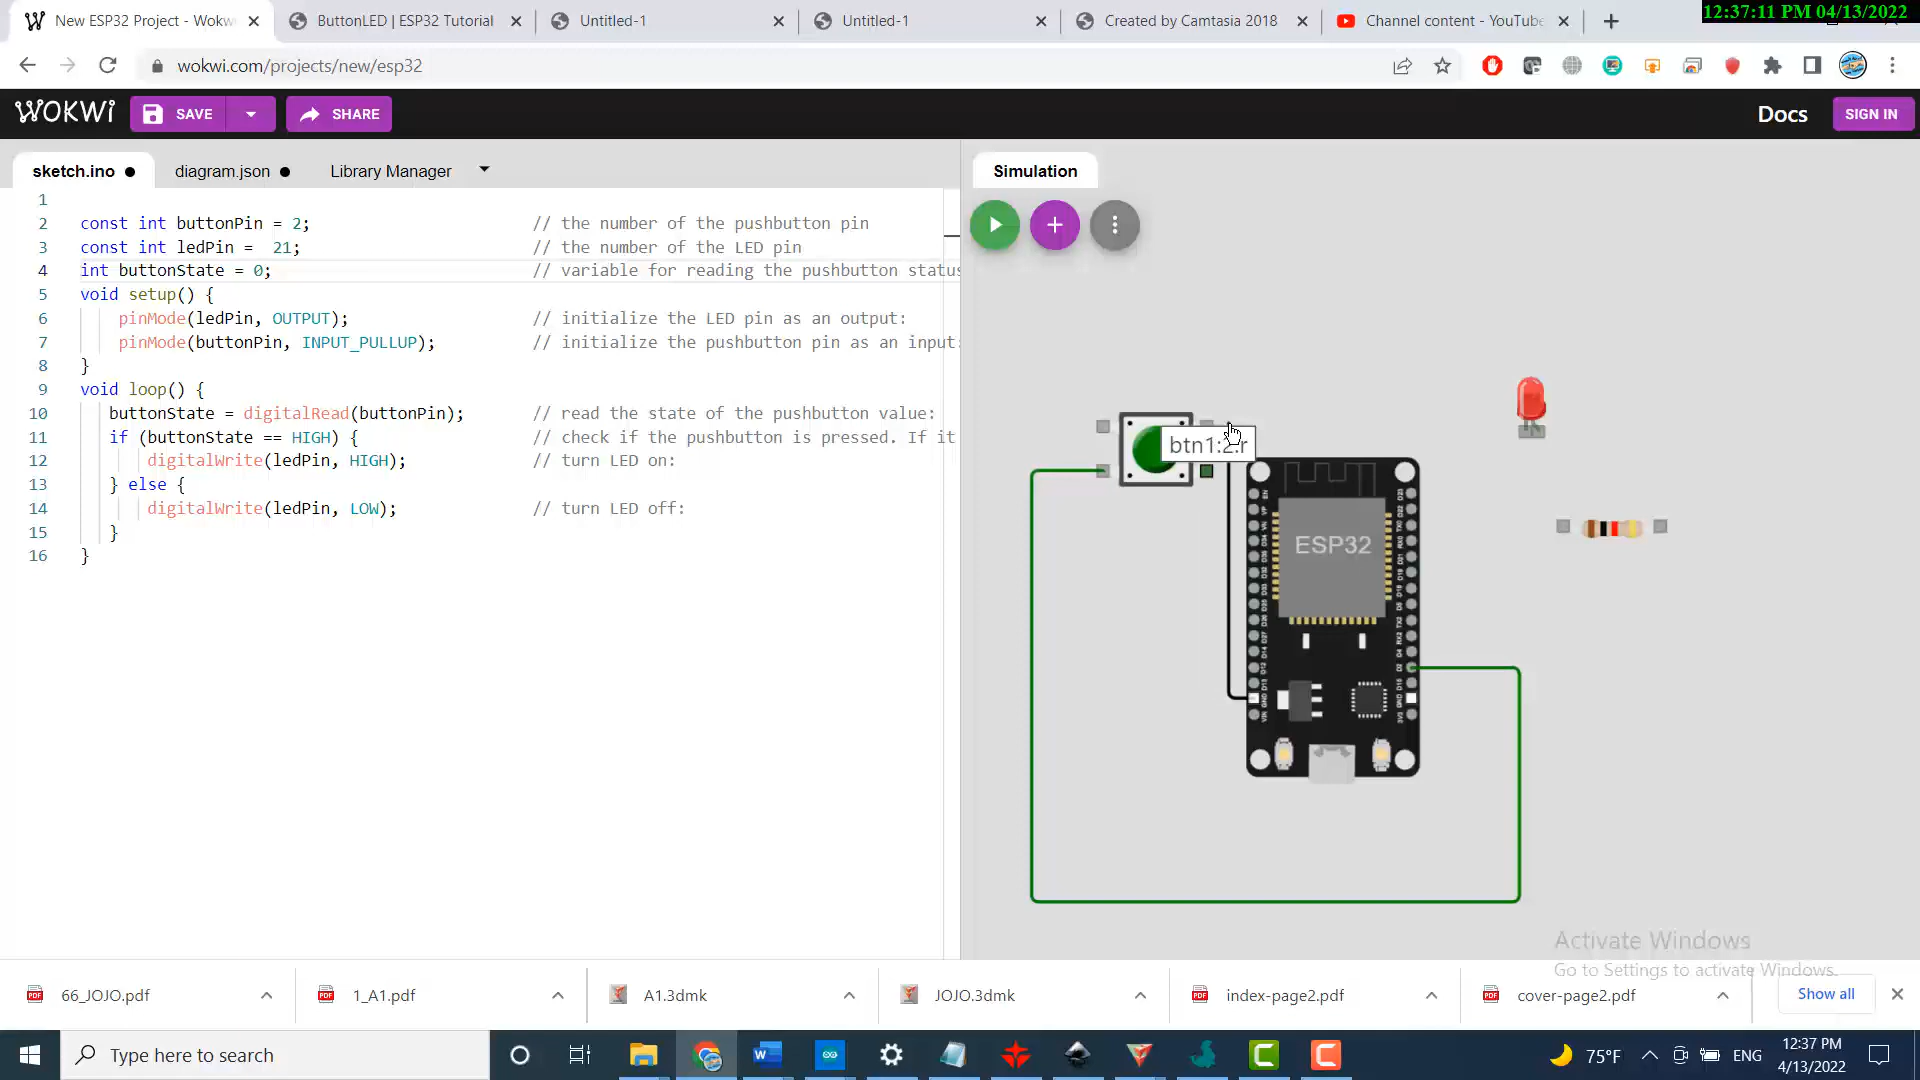 12:37:11 PM 04/13/2022
New ESP32 Project - Wokw
ButtonLED | ESP32 Tutorial
Untitled-1
Untitled-1
Created by Camtasia 2018
Channel content - YouTube
wokwi.com/projects/new/esp32
WOKWI
SAVE
SHARE
Docs
SIGN IN
sketch.ino
diagram.json
Library Manager
Simulation
1
2 const int buttonPin = 2; // the number of the pushbutton pin
3 const int ledPin =  21; // the number of the LED pin
4 int buttonState = 0; // variable for reading the pushbutton status
5 void setup() {
6 pinMode(ledPin, OUTPUT); // initialize the LED pin as an output:
7 pinMode(buttonPin, INPUT_PULLUP); // initialize the pushbutton pin as an input:
8 }
9 void loop() {
10 buttonState = digitalRead(buttonPin); // read the state of the pushbutton value:
11 if (buttonState == HIGH) { // check if the pushbutton is pressed. If it
12 digitalWrite(ledPin, HIGH); // turn LED on:
13 } else {
14 digitalWrite(ledPin, LOW); // turn LED off:
15 }
16 }
btn1:2.r
ESP32
Activate Windows
Go to Settings to activate Windows.
66_JOJO.pdf
1_A1.pdf
A1.3dmk
JOJO.3dmk
index-page2.pdf
cover-page2.pdf
Show all
Type here to search
75°F
ENG
12:37 PM
4/13/2022